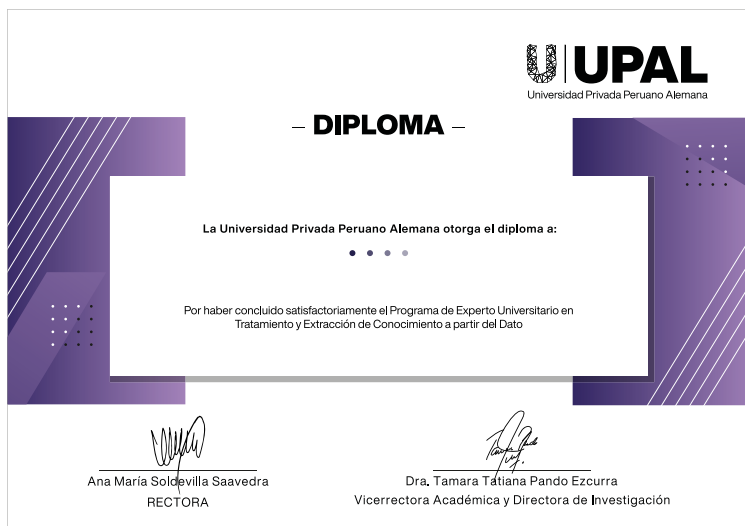 UPAL
Universidad Privada Peruano Alemana
– DIPLOMA –
La Universidad Privada Peruano Alemana otorga el diploma a:
Por haber concluido satisfactoriamente el Programa de Experto Universitario en
Tratamiento y Extracción de Conocimiento a partir del Dato
Ana María Soldevilla Saavedra
RECTORA
Dra. Tamara Tatiana Pando Ezcurra
Vicerrectora Académica y Directora de Investigación